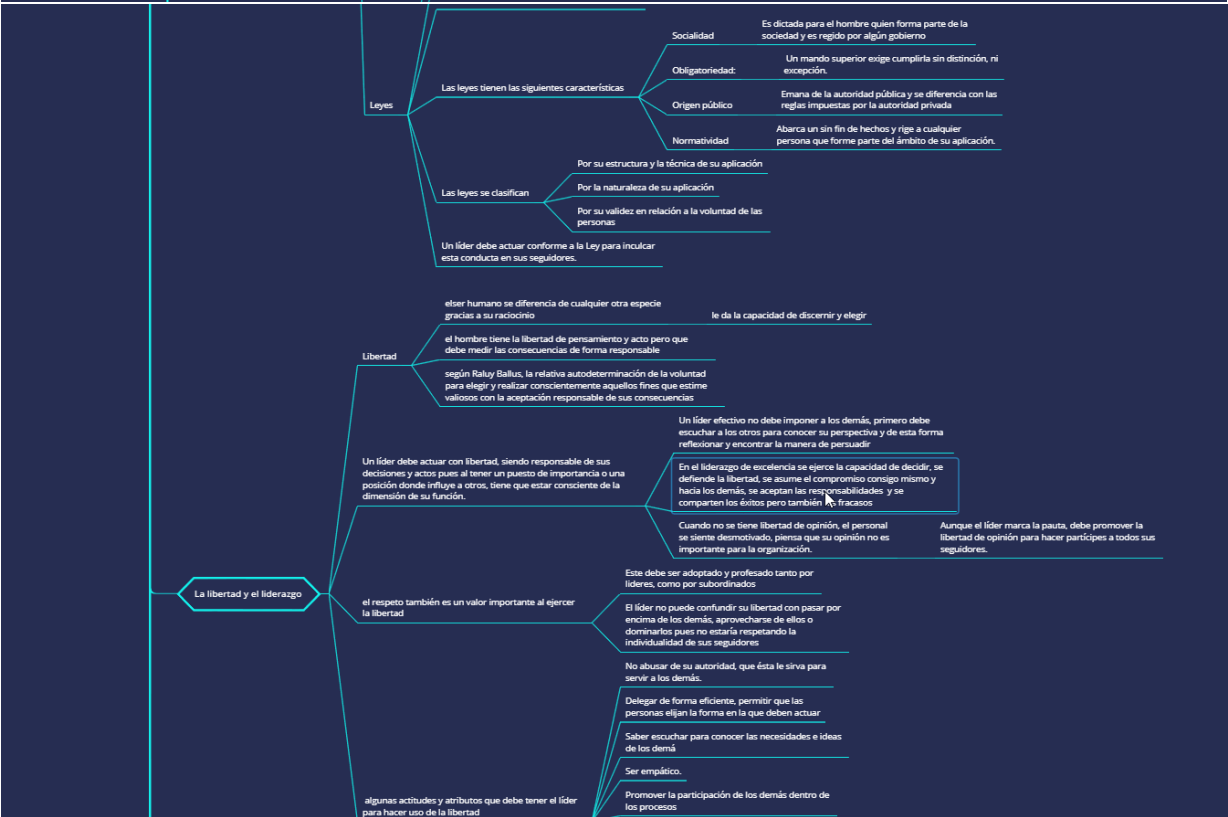 Leyes
Las leyes tienen las siguientes características
Socialidad
Es dictada para el hombre quien forma parte de la
sociedad y es regido por algún gobierno
Obligatoriedad:
Un mando superior exige cumplirla sin distinción, ni
excepción.
Origen público
Emana de la autoridad pública y se diferencia con las
reglas impuestas por la autoridad privada
Normatividad
Abarca un sin fin de hechos y rige a cualquier
persona que forme parte del ámbito de su aplicación.
Las leyes se clasifican
Por su estructura y la técnica de su aplicación
Por la naturaleza de su aplicación
Por su validez en relación a la voluntad de las
personas
Un líder debe actuar conforme a la Ley para inculcar
esta conducta en sus seguidores.
La libertad y el liderazgo
Libertad
elser humano se diferencia de cualquier otra especie
gracias a su raciocinio
le da la capacidad de discernir y elegir
el hombre tiene la libertad de pensamiento y acto pero que
debe medir las consecuencias de forma responsable
según Raluy Ballus, la relativa autodeterminación de la voluntad
para elegir y realizar conscientemente aquellos fines que estime
valiosos con la aceptación responsable de sus consecuencias
Un líder debe actuar con libertad, siendo responsable de sus
decisiones y actos pues al tener un puesto de importancia o una
posición donde influye a otros, tiene que estar consciente de la
dimensión de su función.
Un líder efectivo no debe imponer a los demás, primero debe
escuchar a los otros para conocer su perspectiva y de esta forma
reflexionar y encontrar la manera de persuadir
En el liderazgo de excelencia se ejerce la capacidad de decidir, se
defiende la libertad, se asume el compromiso consigo mismo y
hacia los demás, se aceptan las responsabilidades y se
comparten los éxitos pero también fracasos
Cuando no se tiene libertad de opinión, el personal
se siente desmotivado, piensa que su opinión no es
importante para la organización.
Aunque el líder marca la pauta, debe promover la
libertad de opinión para hacer partícipes a todos sus
seguidores.
el respeto también es un valor importante al ejercer
la libertad
Este debe ser adoptado y profesado tanto por
líderes, como por subordinados
El líder no puede confundir su libertad con pasar por
encima de los demás, aprovecharse de ellos o
dominarlos pues no estaría respetando la
individualidad de sus seguidores
algunas actitudes y atributos que debe tener el líder
para hacer uso de la libertad
No abusar de su autoridad, que ésta le sirva para
servir a los demás.
Delegar de forma eficiente, permitir que las
personas elijan la forma en la que deben actuar
Saber escuchar para conocer las necesidades e ideas
de los demá
Ser empático.
Promover la participación de los demás dentro de
los procesos